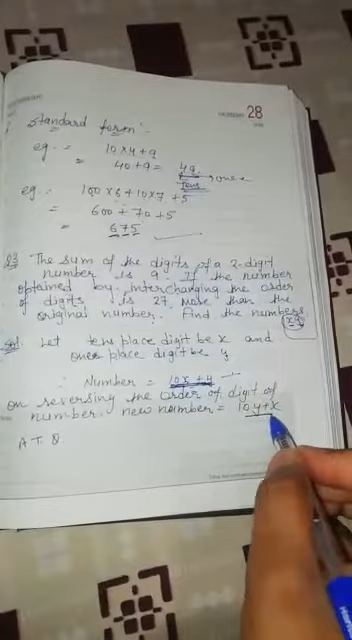 28
Standard form :-
eg :- 10×4+9
= 40+9 = 49
Tens ones
eg :- 100×6+10×7+5
= 600+70+5
= 675
Q3 The sum of the digits of a 2-digit
number is 9. If the number
obtained by interchanging the order
of digits is 27 more than the
original number. Find the numbers.
Sol: Let tens place digit be x and
ones place digit be y
∴ Number = 10x+y
on reversing the order of digit of
number. new number = 10y+x
A T Q